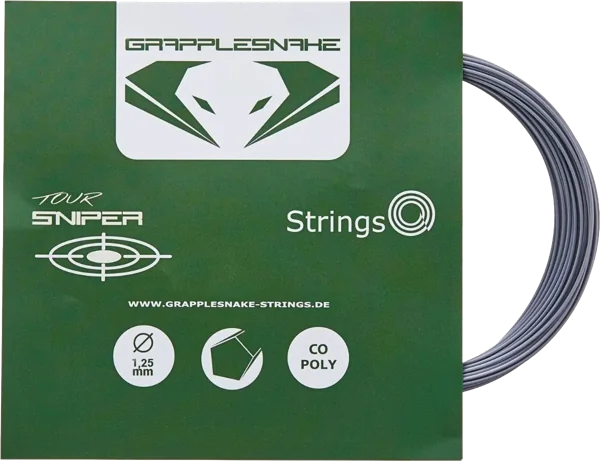 GRAPPLESNAKE
TOUR
SNIPER
Strings
WWW.GRAPPLESNAKE-STRINGS.DE
Ø
1,25
mm
CO
POLY